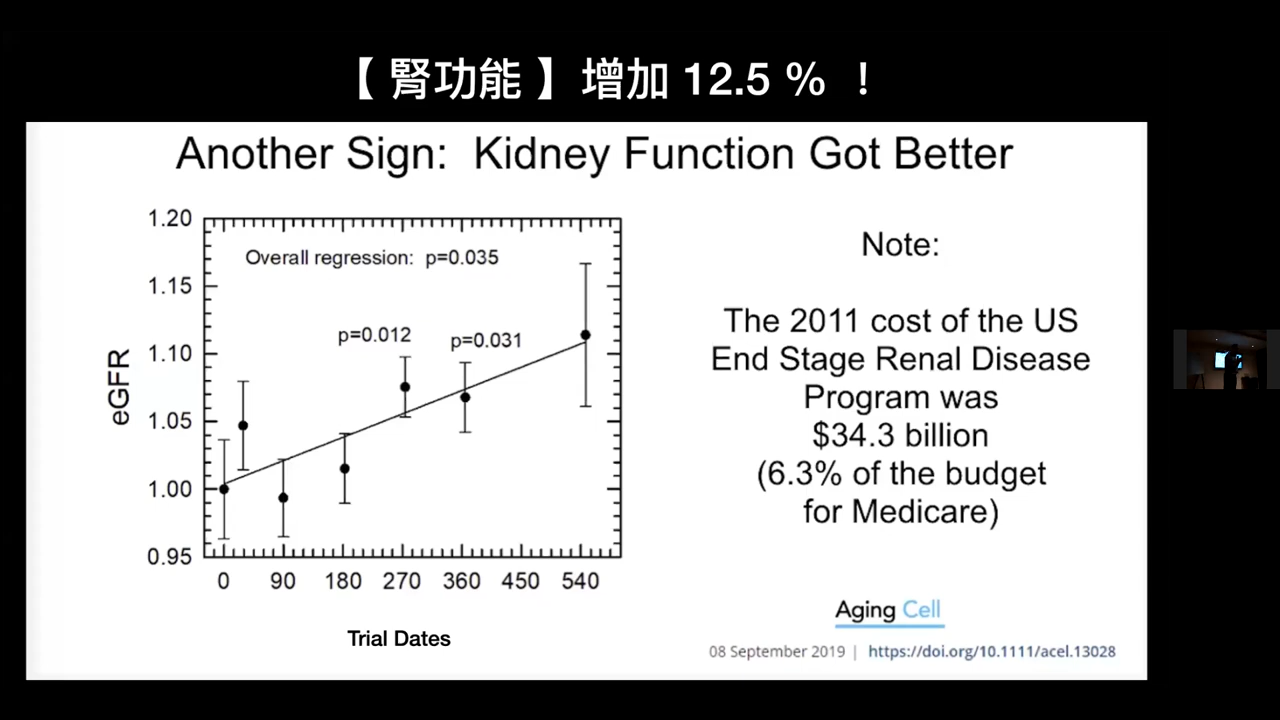 【 腎功能 】增加 12.5 % ！
Another Sign: Kidney Function Got Better
1.20
1.15
1.10
1.05
1.00
0.95
eGFR
Overall regression: p=0.035
p=0.012
p=0.031
0 90 180 270 360 450 540
Trial Dates
Note:
The 2011 cost of the US
End Stage Renal Disease
Program was
$34.3 billion
(6.3% of the budget
for Medicare)
Aging Cell
08 September 2019 | https://doi.org/10.1111/acel.13028